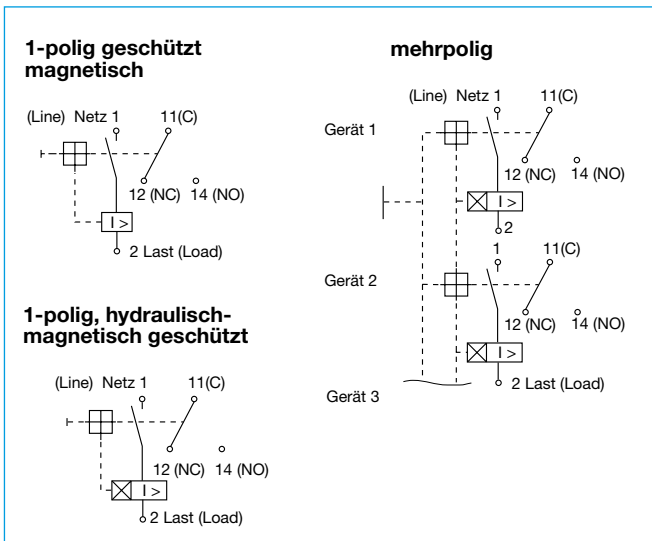 1-polig geschützt
magnetisch
(Line) Netz 1 11(C)
12 (NC) 14 (NO)
I >
2 Last (Load)
1-polig, hydraulisch-
magnetisch geschützt
(Line) Netz 1 11(C)
12 (NC) 14 (NO)
I >
2 Last (Load)
mehrpolig
(Line) Netz 1 11(C)
Gerät 1
12 (NC) 14 (NO)
I >
2
1 11(C)
Gerät 2
12 (NC) 14 (NO)
I >
2 Last (Load)
Gerät 3